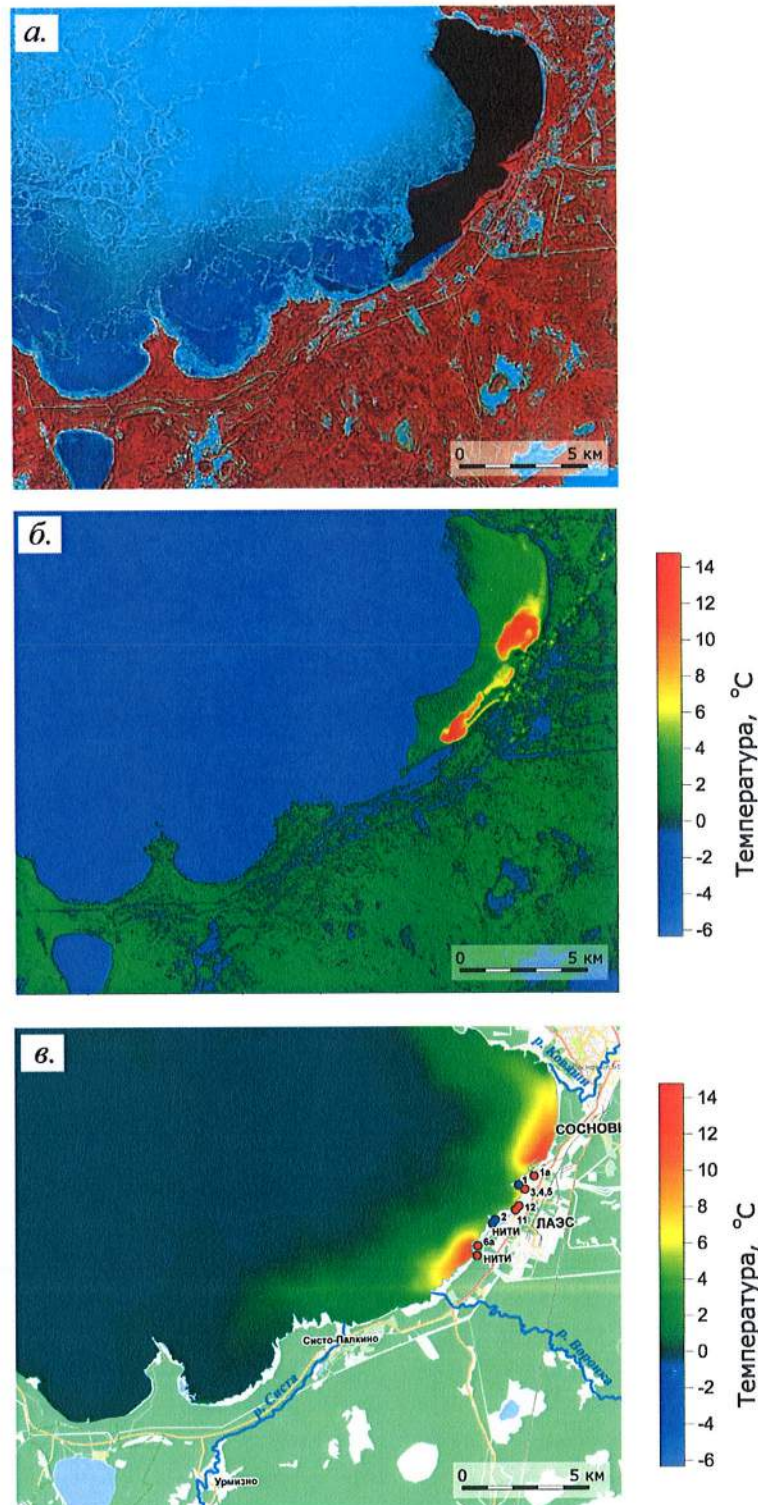 а.
0 5 км
б.
14
12
10
8
6
4
2
0
-2
-4
-6
Температура, °С
0 5 км
в.
р. Коваши
СОСНОВЫ
1а
1
3,4,5
12
11
2
НИТИ
ЛАЭС
6а
НИТИ
Систо-Палкино
р. Воронка
р. Систа
Урмизно
0 5 км
14
12
10
8
6
4
2
0
-2
-4
-6
Температура, °С